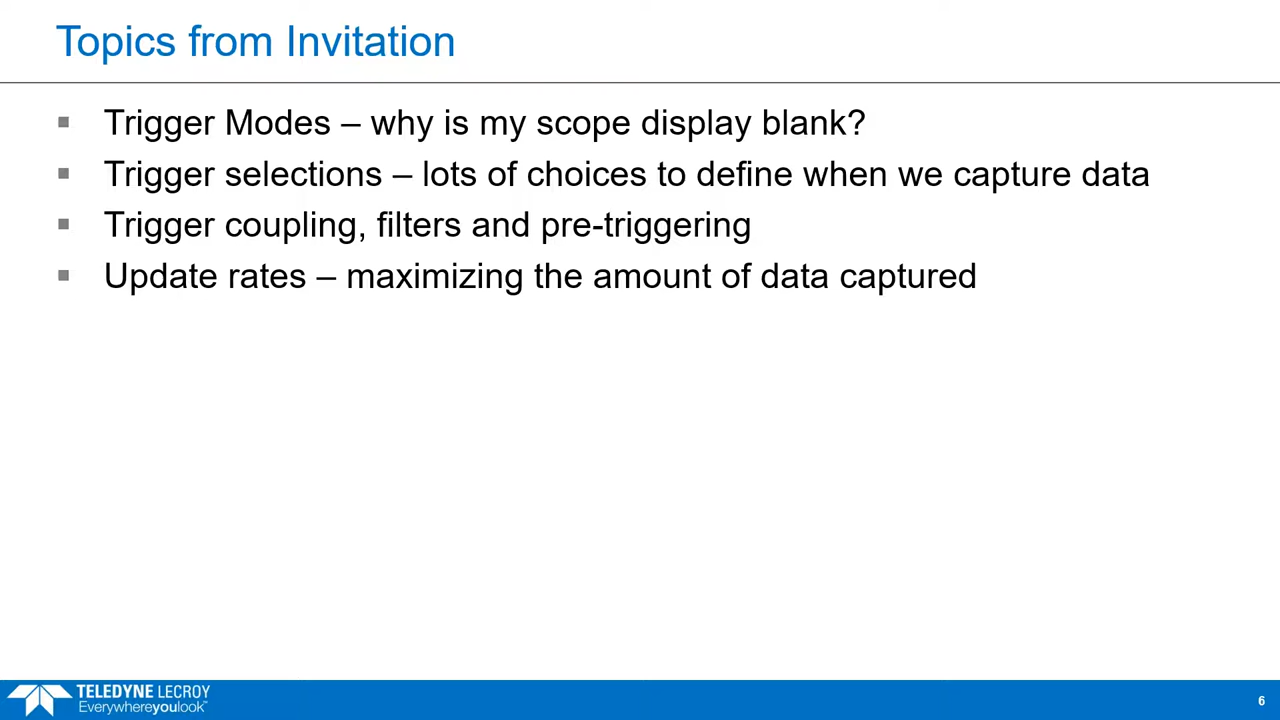 Topics from Invitation
▪ Trigger Modes – why is my scope display blank?
▪ Trigger selections – lots of choices to define when we capture data
▪ Trigger coupling, filters and pre-triggering
▪ Update rates – maximizing the amount of data captured
TELEDYNE LECROY
Everywhereyoulook™
6